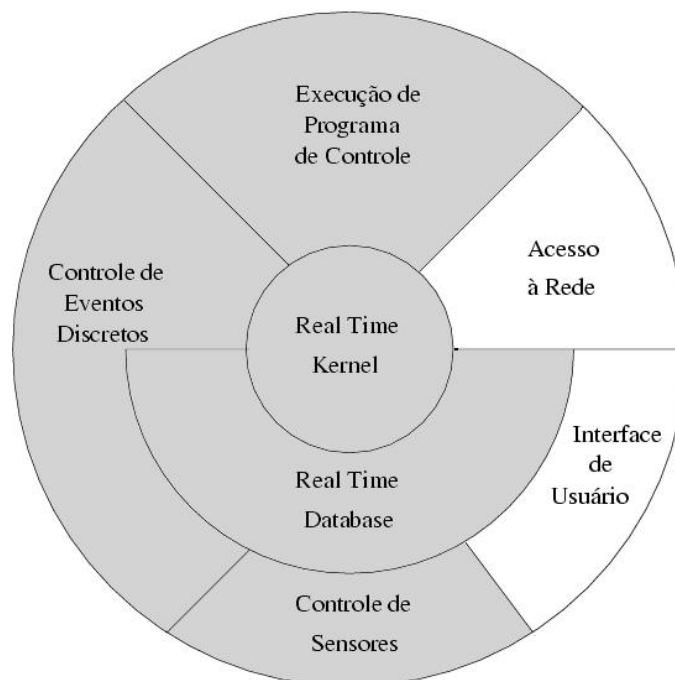 Execução de
Programa
de Controle
Acesso
à Rede
Controle de
Eventos
Discretos
Real Time
Kernel
Interface
de
Usuário
Real Time
Database
Controle de
Sensores